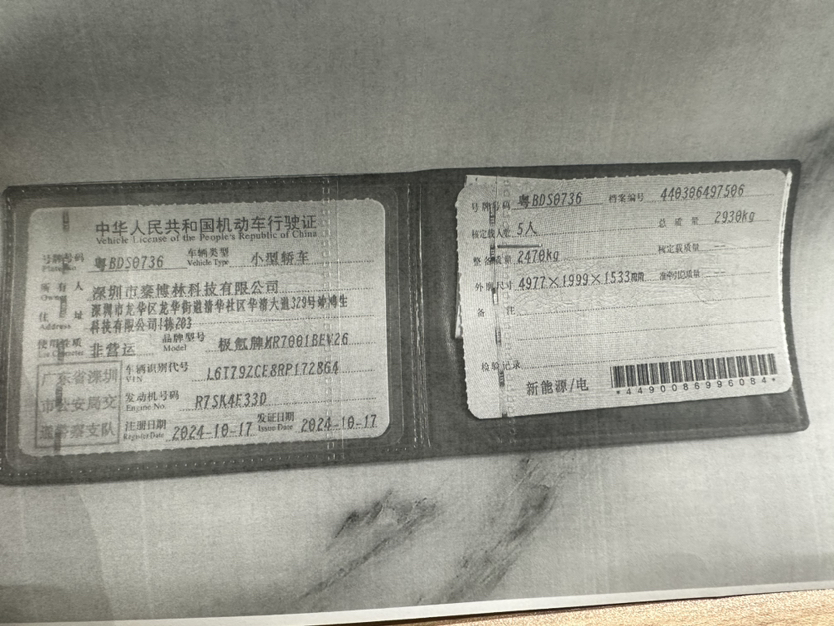 中华人民共和国机动车行驶证
Vehicle License of the People's Republic of China
号牌号码 Plate No. 粤BDS0736 车辆类型 Vehicle Type 小型轿车
所有人 Owner 深圳市 博林科技有限公司
住址 Address 深圳市龙华区龙华街道清华社区华清大道329号 生
科技有限公司1栋203
使用性质 Use Character 非营运 品牌型号 Model 极氪牌MR7001BEV26
广东省深圳
市公安局交
通警察支队
车辆识别代号 VIN L6T79ZCE8RP172864
发动机号码 Engine No. R7SK4E33D
注册日期 Register Date 2024-10-17 发证日期 Issue Date 2024-10-17
号牌号码 粤BDS0736 档案编号 440306497506
核定载人数 5人 总质量 2930kg
整备质量 2470kg 核定载质量 --
外廓尺寸 4977×1999×1533mm 准牵引总质量 --
备注
检验记录
新能源/电
*4490086996084*